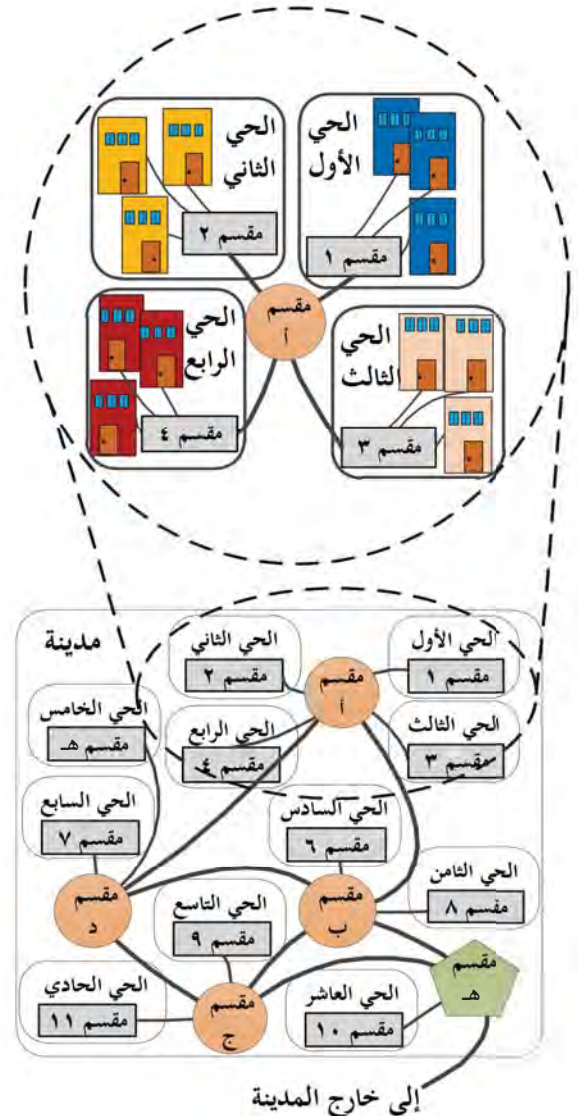 الحي
الأول
مقسم ١
الحي
الثاني
مقسم ٢
مقسم
أ
الحي
الثالث
مقسم ٣
الحي
الرابع
مقسم ٤
مدينة
الحي الأول
مقسم ١
الحي الثاني
مقسم ٢
مقسم
أ
الحي الثالث
مقسم ٣
الحي الرابع
مقسم ٤
الحي الخامس
مقسم هـ
الحي السادس
مقسم ٦
الحي السابع
مقسم ٧
الحي الثامن
مقسم ٨
مقسم
ب
مقسم
د
الحي التاسع
مقسم ٩
مقسم
هـ
الحي العاشر
مقسم ١٠
مقسم
ج
الحي الحادي
مقسم ١١
إلى خارج المدينة